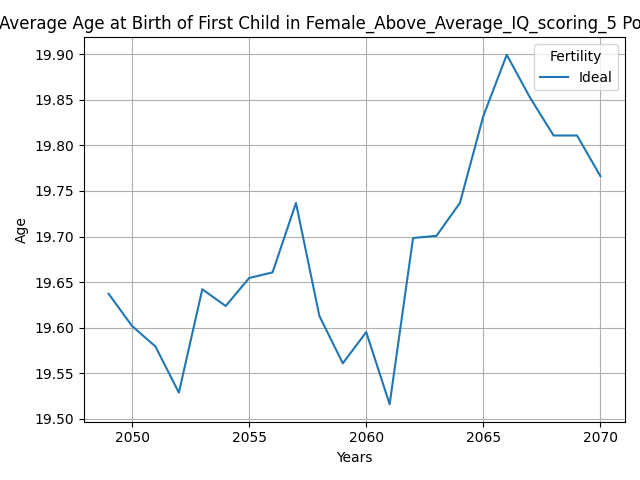 Average Age at Birth of First Child in Female_Above_Average_IQ_scoring_5 Po
Fertility
Ideal
19.90
19.85
19.80
19.75
19.70
19.65
19.60
19.55
19.50
Age
2050 2055 2060 2065 2070
Years